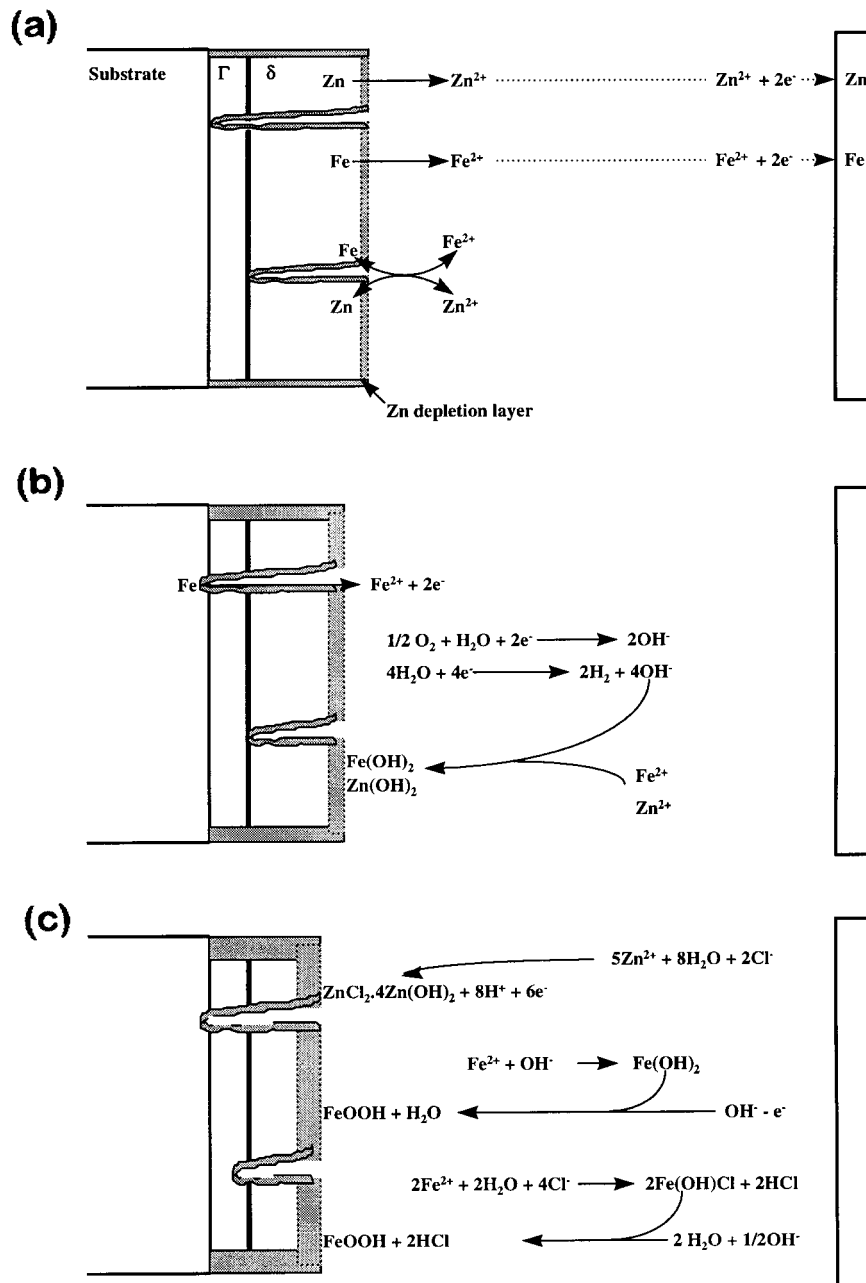 (a)
Substrate Γ δ
Zn Zn²⁺ Zn²⁺ + 2e⁻ Zn
Fe Fe²⁺ Fe²⁺ + 2e⁻ Fe
Fe Fe²⁺
Zn Zn²⁺
Zn depletion layer
(b)
Fe Fe²⁺ + 2e⁻
1/2 O₂ + H₂O + 2e⁻ 2OH⁻
4H₂O + 4e⁻ 2H₂ + 4OH⁻
Fe(OH)₂
Zn(OH)₂
Fe²⁺
Zn²⁺
(c)
5Zn²⁺ + 8H₂O + 2Cl⁻
ZnCl₂.4Zn(OH)₂ + 8H⁺ + 6e⁻
Fe²⁺ + OH⁻ Fe(OH)₂
FeOOH + H₂O OH⁻ - e⁻
2Fe²⁺ + 2H₂O + 4Cl⁻ 2Fe(OH)Cl + 2HCl
FeOOH + 2HCl 2 H₂O + 1/2OH⁻